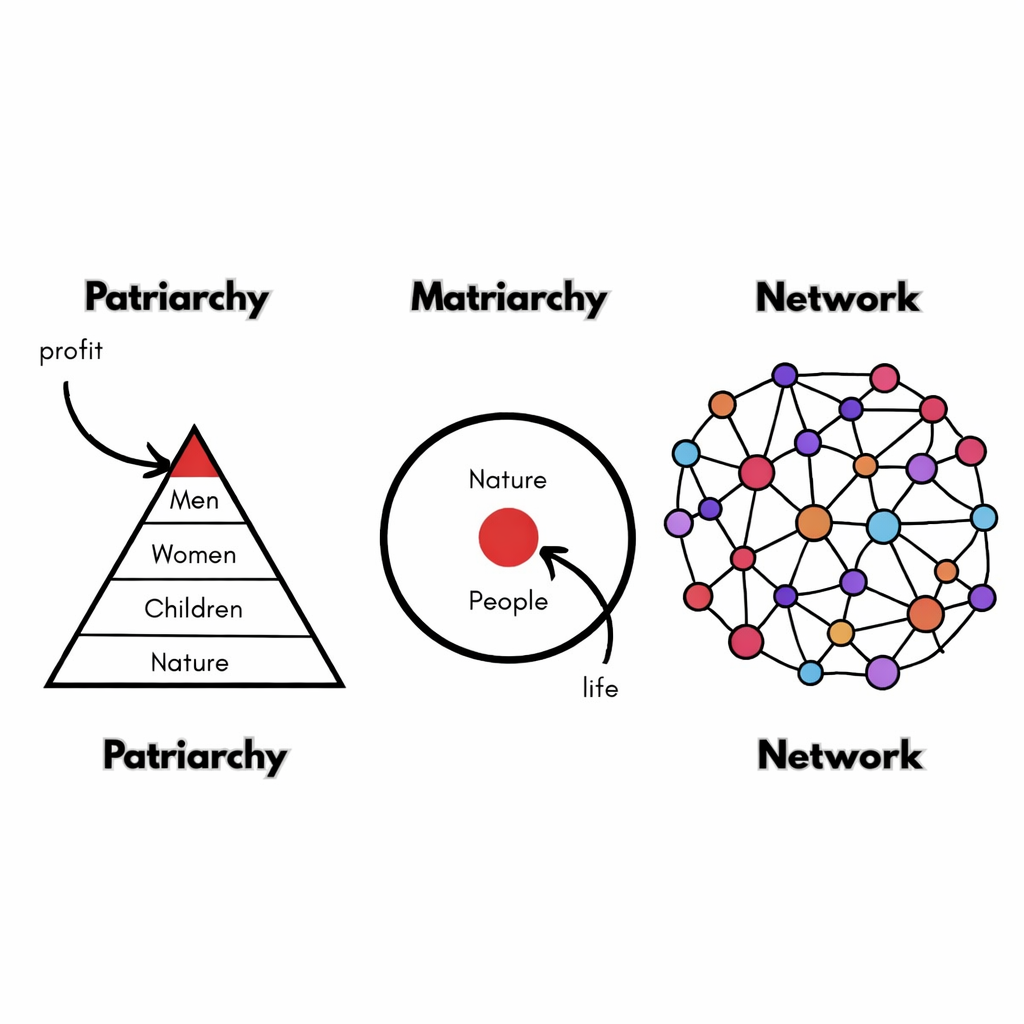 Patriarchy
Matriarchy
Network
profit
Men
Women
Children
Nature
Nature
People
life
Patriarchy
Network